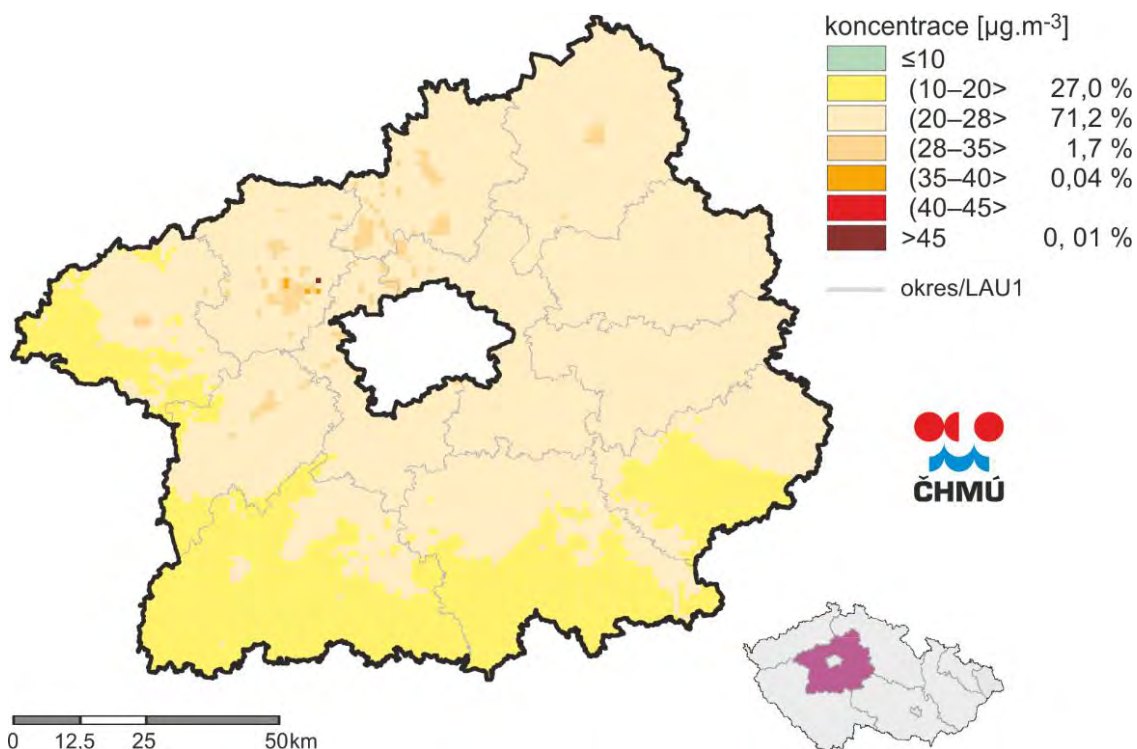 koncentrace [µg.m⁻³]
≤10
(10–20> 27,0 %
(20–28> 71,2 %
(28–35> 1,7 %
(35–40> 0,04 %
(40–45>
>45 0, 01 %
okres/LAU1
ČHMÚ
0 12.5 25 50km